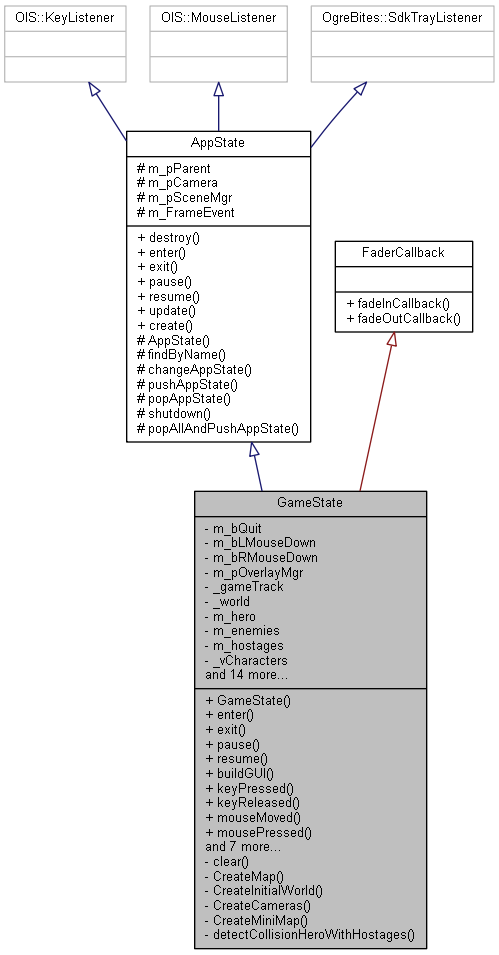 OIS::KeyListener
OIS::MouseListener
OgreBites::SdkTrayListener
AppState
# m_pParent
# m_pCamera
# m_pSceneMgr
# m_FrameEvent
+ destroy()
+ enter()
+ exit()
+ pause()
+ resume()
+ update()
+ create()
# AppState()
# findByName()
# changeAppState()
# pushAppState()
# popAppState()
# shutdown()
# popAllAndPushAppState()
FaderCallback
+ fadeInCallback()
+ fadeOutCallback()
GameState
- m_bQuit
- m_bLMouseDown
- m_bRMouseDown
- m_pOverlayMgr
- _gameTrack
- _world
- m_hero
- m_enemies
- m_hostages
- _vCharacters
and 14 more...
+ GameState()
+ enter()
+ exit()
+ pause()
+ resume()
+ buildGUI()
+ keyPressed()
+ keyReleased()
+ mouseMoved()
+ mousePressed()
and 7 more...
- clear()
- CreateMap()
- CreateInitialWorld()
- CreateCameras()
- CreateMiniMap()
- detectCollisionHeroWithHostages()